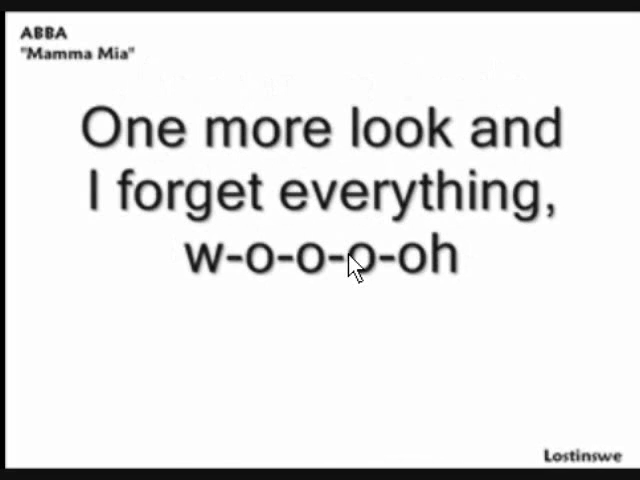 ABBA
"Mamma Mia"
One more look and
I forget everything,
w-o-o-o-oh
Lostinswe